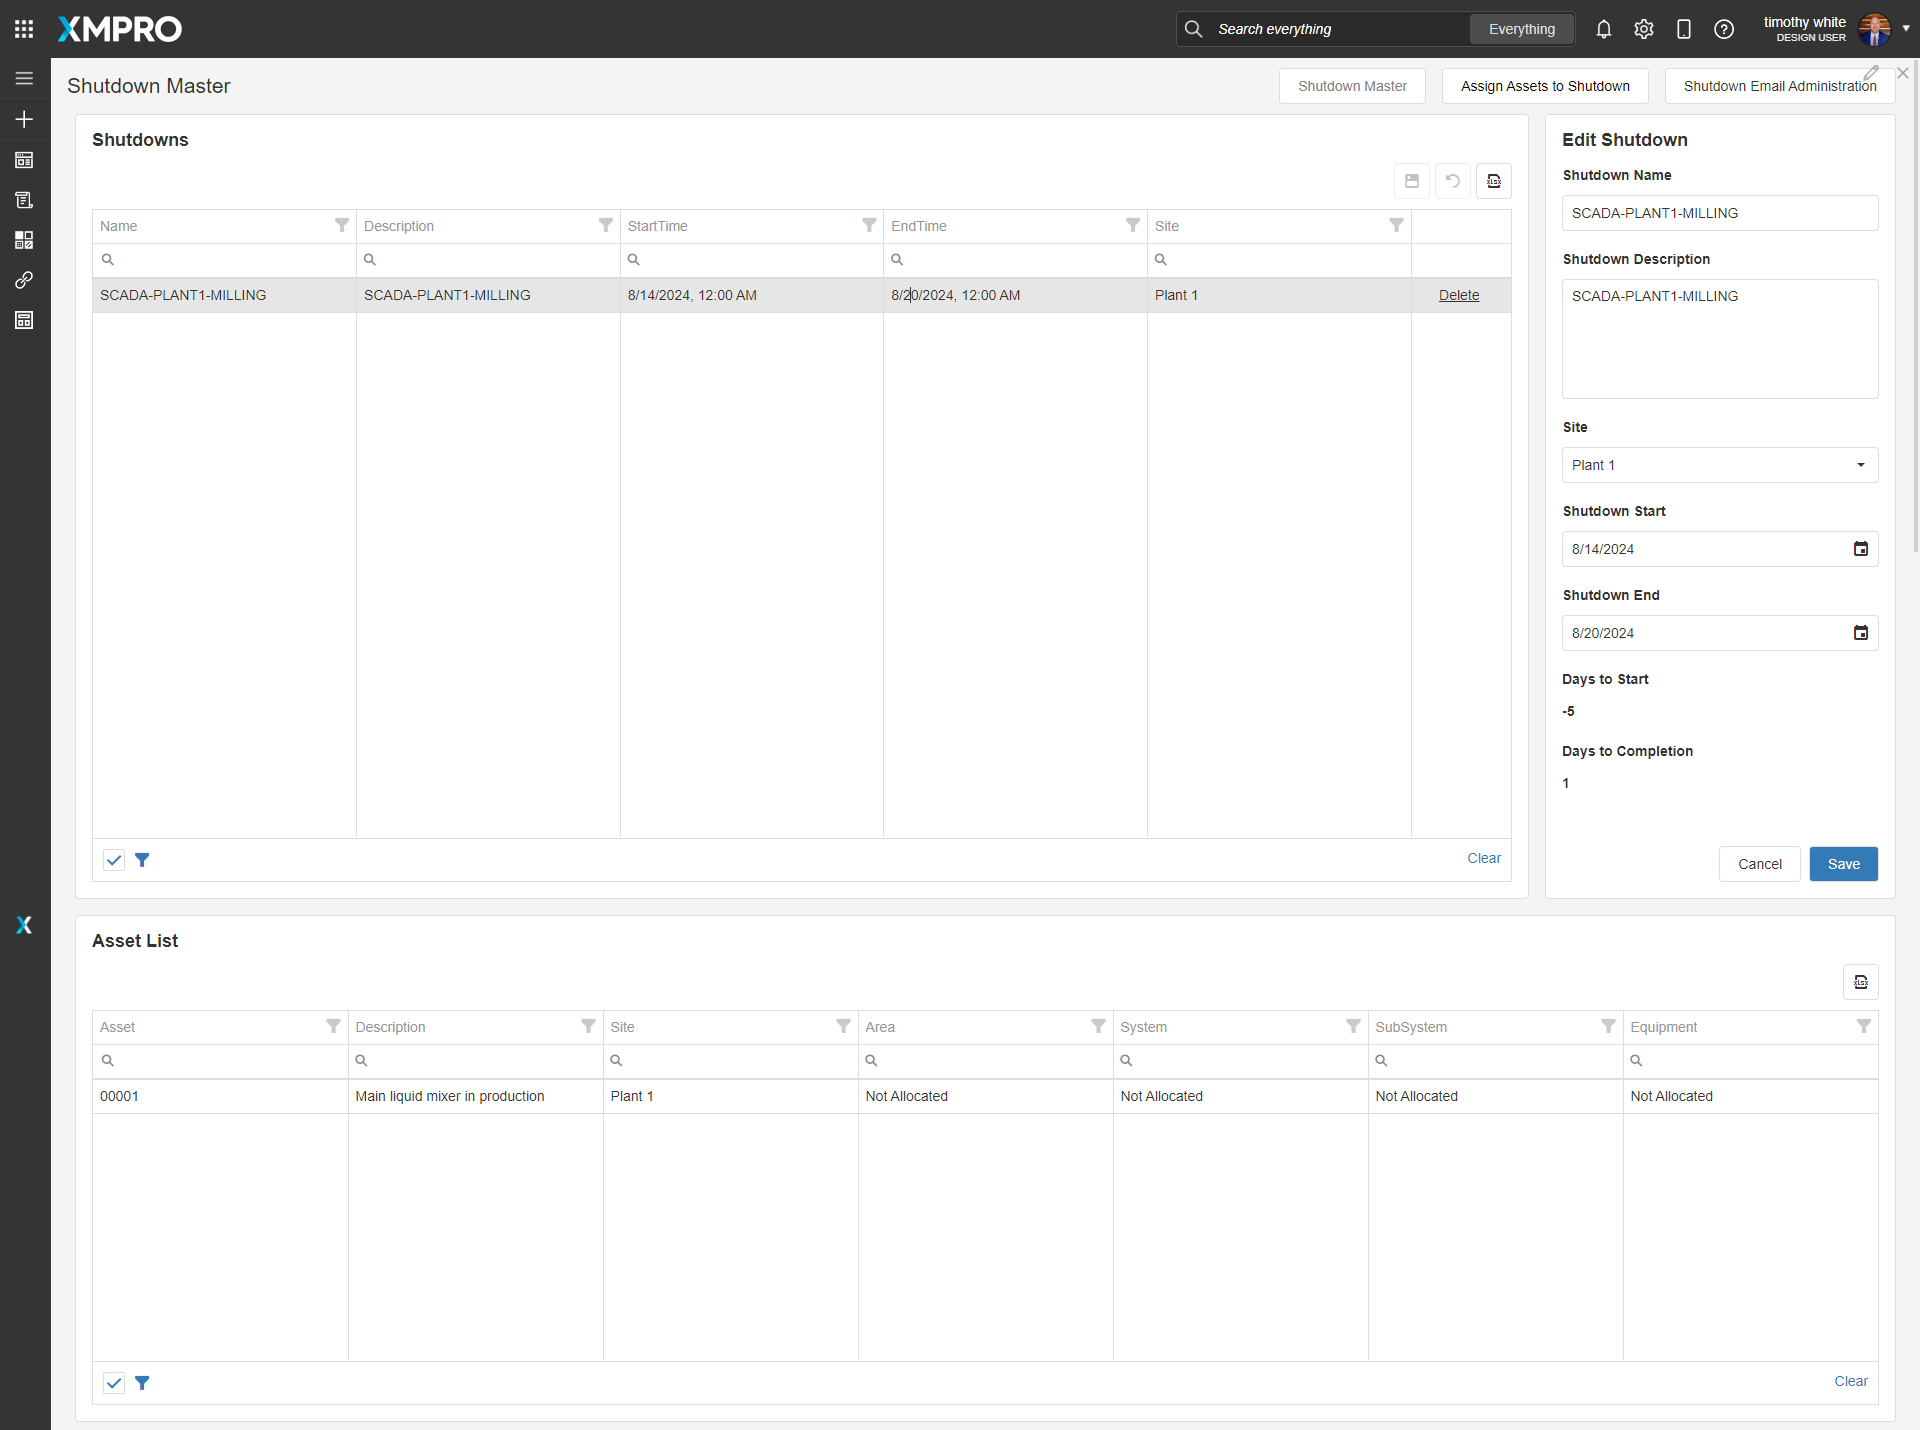 XMPRO
Search everything
Everything
timothy white
DESIGN USER
Shutdown Master
Shutdown Master
Assign Assets to Shutdown
Shutdown Email Administration
Shutdowns
XLSX
Name
Description
StartTime
EndTime
Site
SCADA-PLANT1-MILLING
SCADA-PLANT1-MILLING
8/14/2024, 12:00 AM
8/20/2024, 12:00 AM
Plant 1
Delete
Clear
Edit Shutdown
Shutdown Name
SCADA-PLANT1-MILLING
Shutdown Description
SCADA-PLANT1-MILLING
Site
Plant 1
Shutdown Start
8/14/2024
Shutdown End
8/20/2024
Days to Start
-5
Days to Completion
1
Cancel
Save
Asset List
XLSX
Asset
Description
Site
Area
System
SubSystem
Equipment
00001
Main liquid mixer in production
Plant 1
Not Allocated
Not Allocated
Not Allocated
Not Allocated
Clear